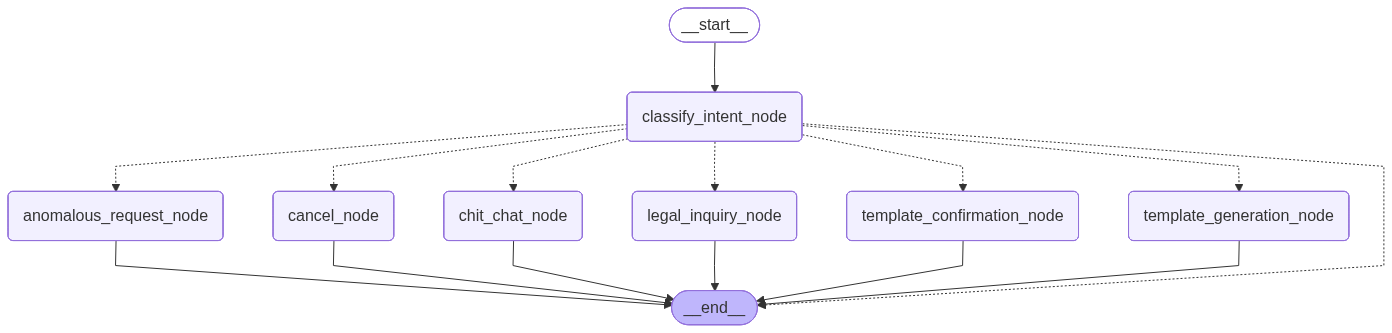 __start__
classify_intent_node
anomalous_request_node
cancel_node
chit_chat_node
legal_inquiry_node
template_confirmation_node
template_generation_node
__end__